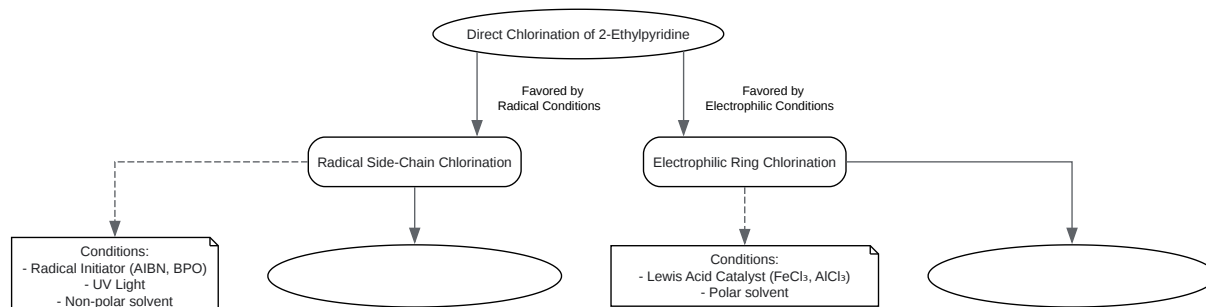 Direct Chlorination of 2-Ethylpyridine
Favored by
Radical Conditions
Favored by
Electrophilic Conditions
Radical Side-Chain Chlorination
Electrophilic Ring Chlorination
Conditions:
- Radical Initiator (AIBN, BPO)
- UV Light
- Non-polar solvent
Conditions:
- Lewis Acid Catalyst (FeCl₃, AlCl₃)
- Polar solvent